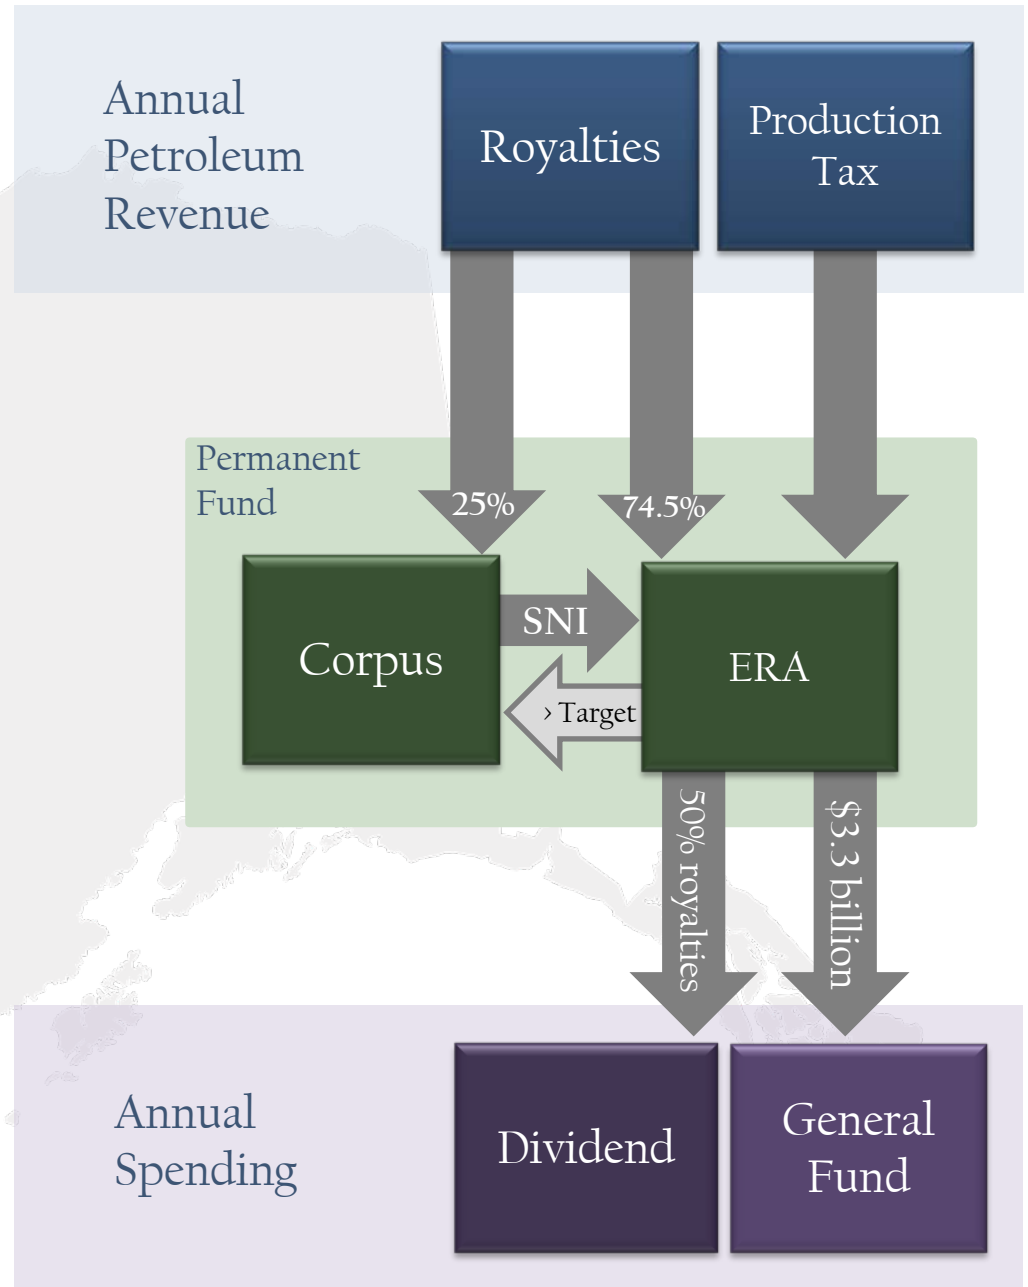 Annual
Petroleum
Revenue
Royalties
Production
Tax
Permanent
Fund
25%
74.5%
Corpus
SNI
› Target
ERA
50% royalties
$3.3 billion
Annual
Spending
Dividend
General
Fund